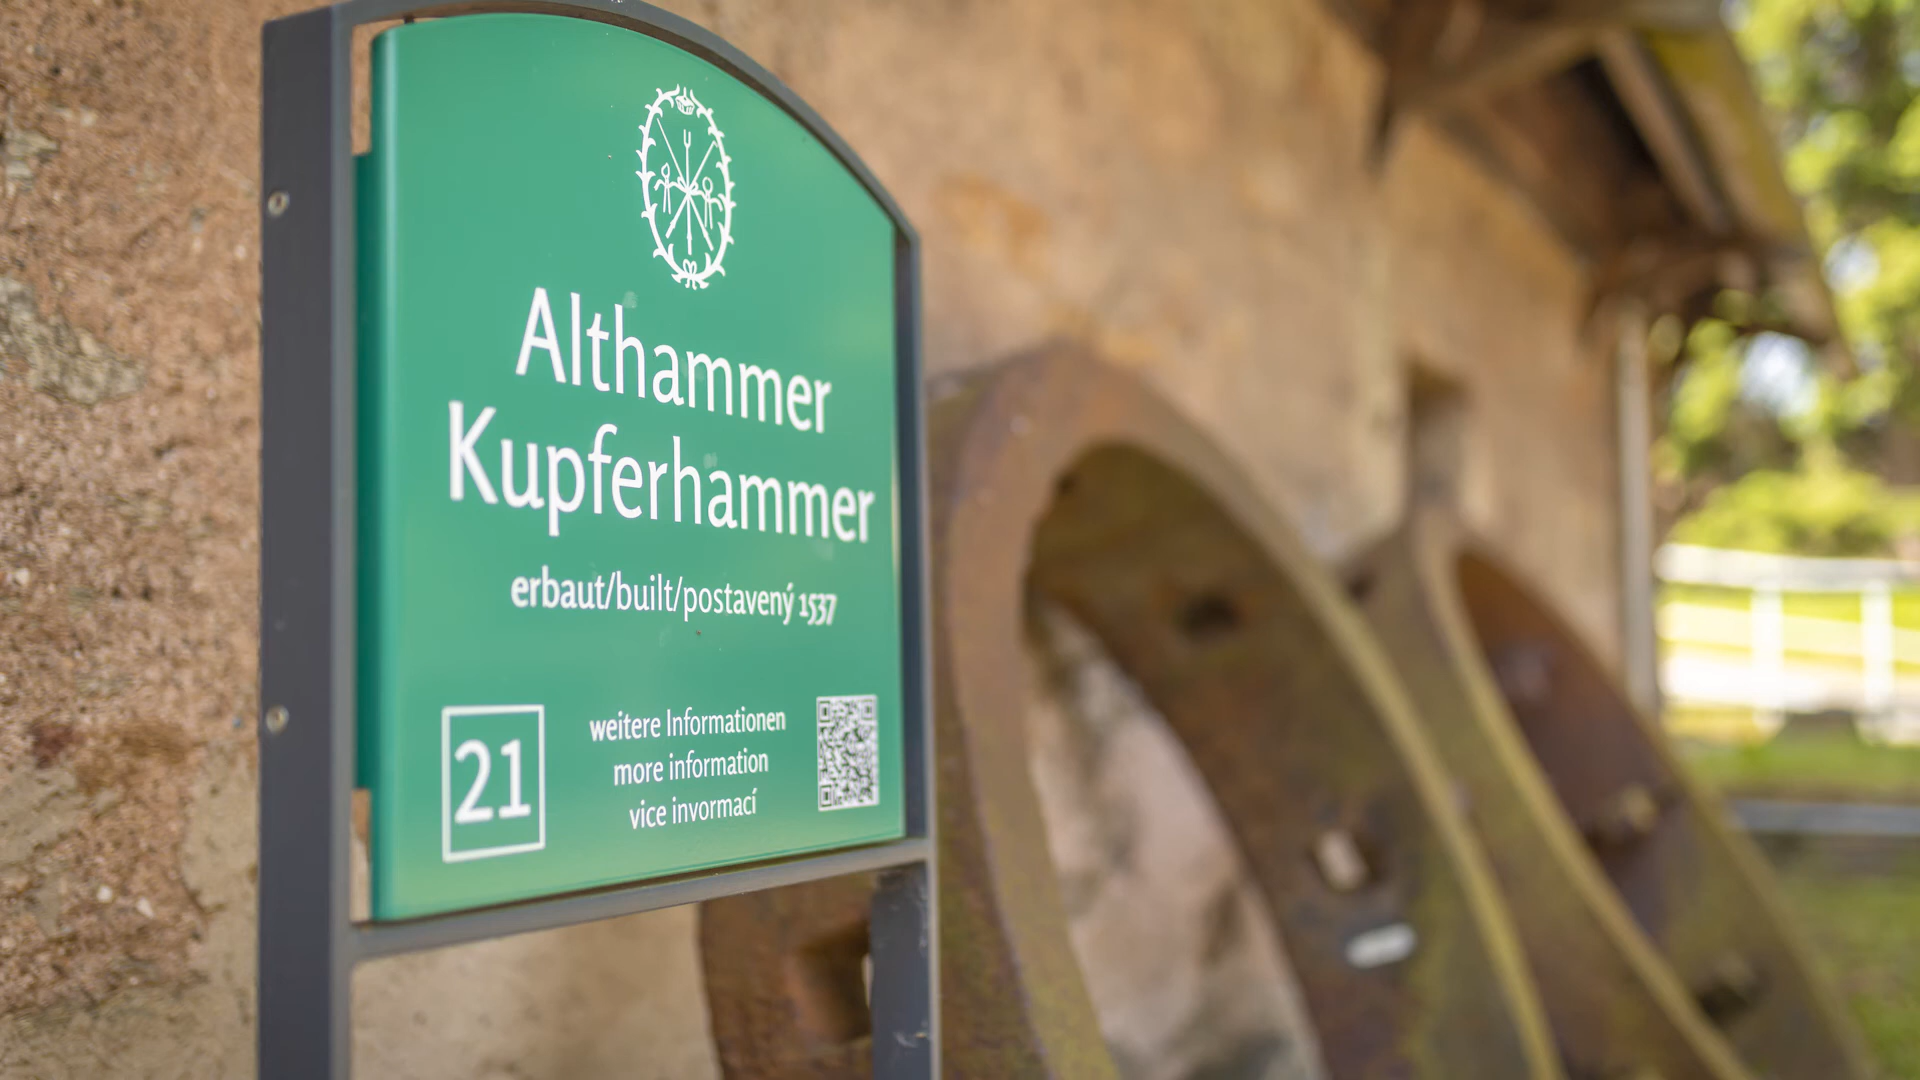 Althammer
Kupferhammer
erbaut/built/postavený 1537
21
weitere Informationen
more information
vice invormací